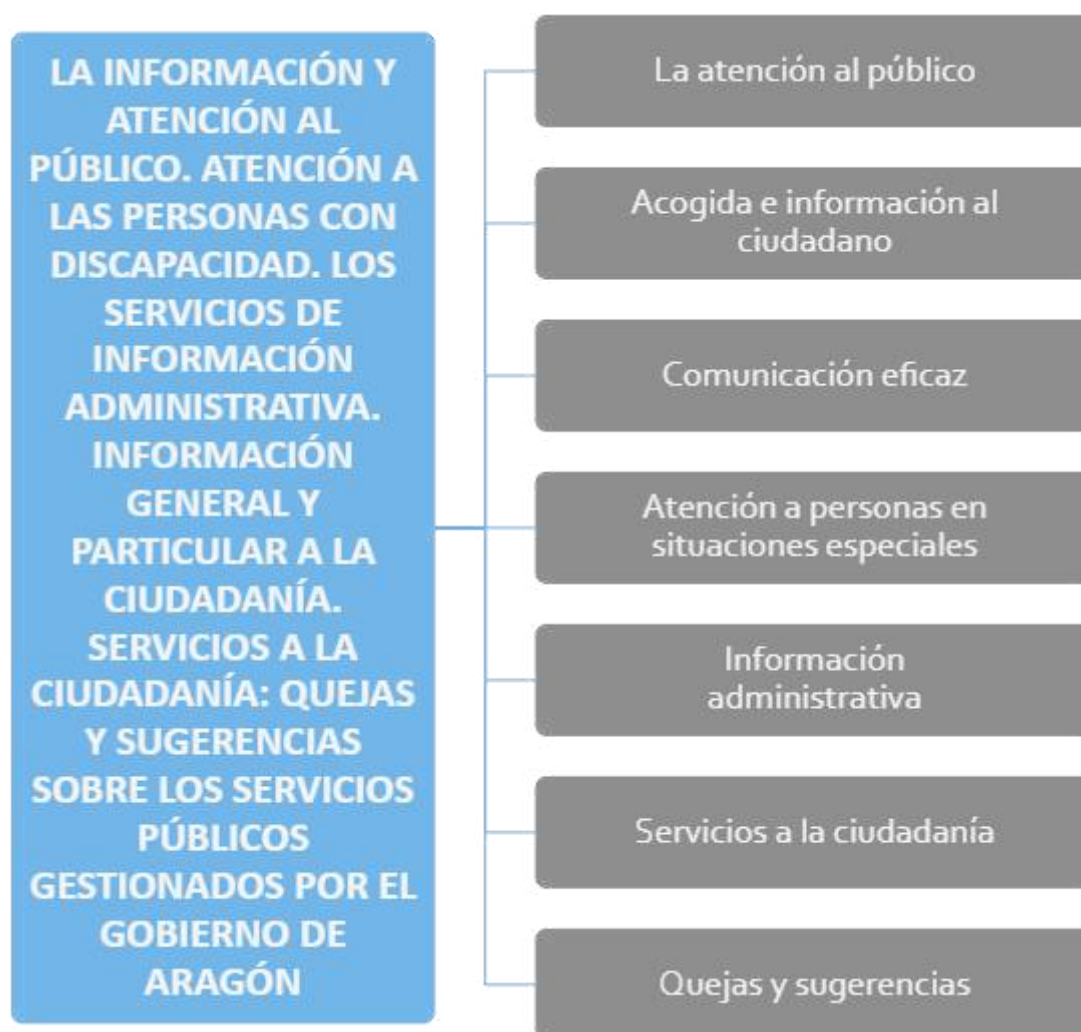 LA INFORMACIÓN Y
ATENCIÓN AL
PÚBLICO. ATENCIÓN A
LAS PERSONAS CON
DISCAPACIDAD. LOS
SERVICIOS DE
INFORMACIÓN
ADMINISTRATIVA.
INFORMACIÓN
GENERAL Y
PARTICULAR A LA
CIUDADANÍA.
SERVICIOS A LA
CIUDADANÍA: QUEJAS
Y SUGERENCIAS
SOBRE LOS SERVICIOS
PÚBLICOS
GESTIONADOS POR EL
GOBIERNO DE
ARAGÓN
La atención al público
Acogida e información al
ciudadano
Comunicación eficaz
Atención a personas en
situaciones especiales
Información
administrativa
Servicios a la ciudadanía
Quejas y sugerencias